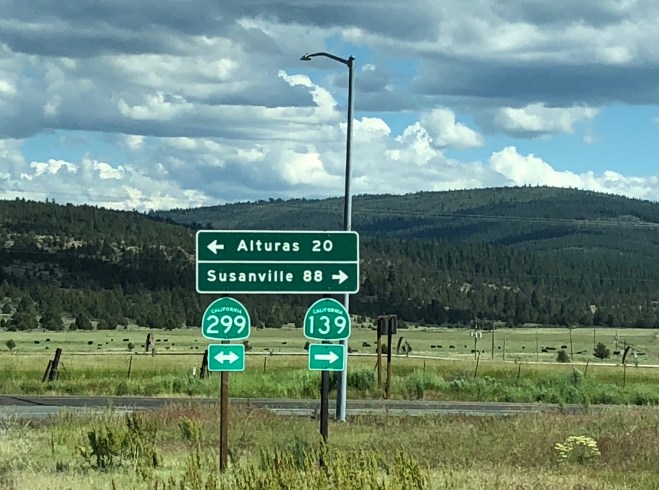 ← Alturas 20
Susanville 88 →
CALIFORNIA CALIFORNIA
299 139
↔ →